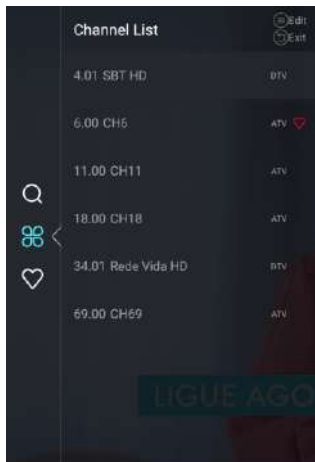 Channel List
Edit
Exit
4.01 SBT HD DTV
6.00 CH6 ATV
11.00 CH11 ATV
18.00 CH18 ATV
34.01 Rede Vida HD DTV
69.00 CH69 ATV
LIGUE AGO